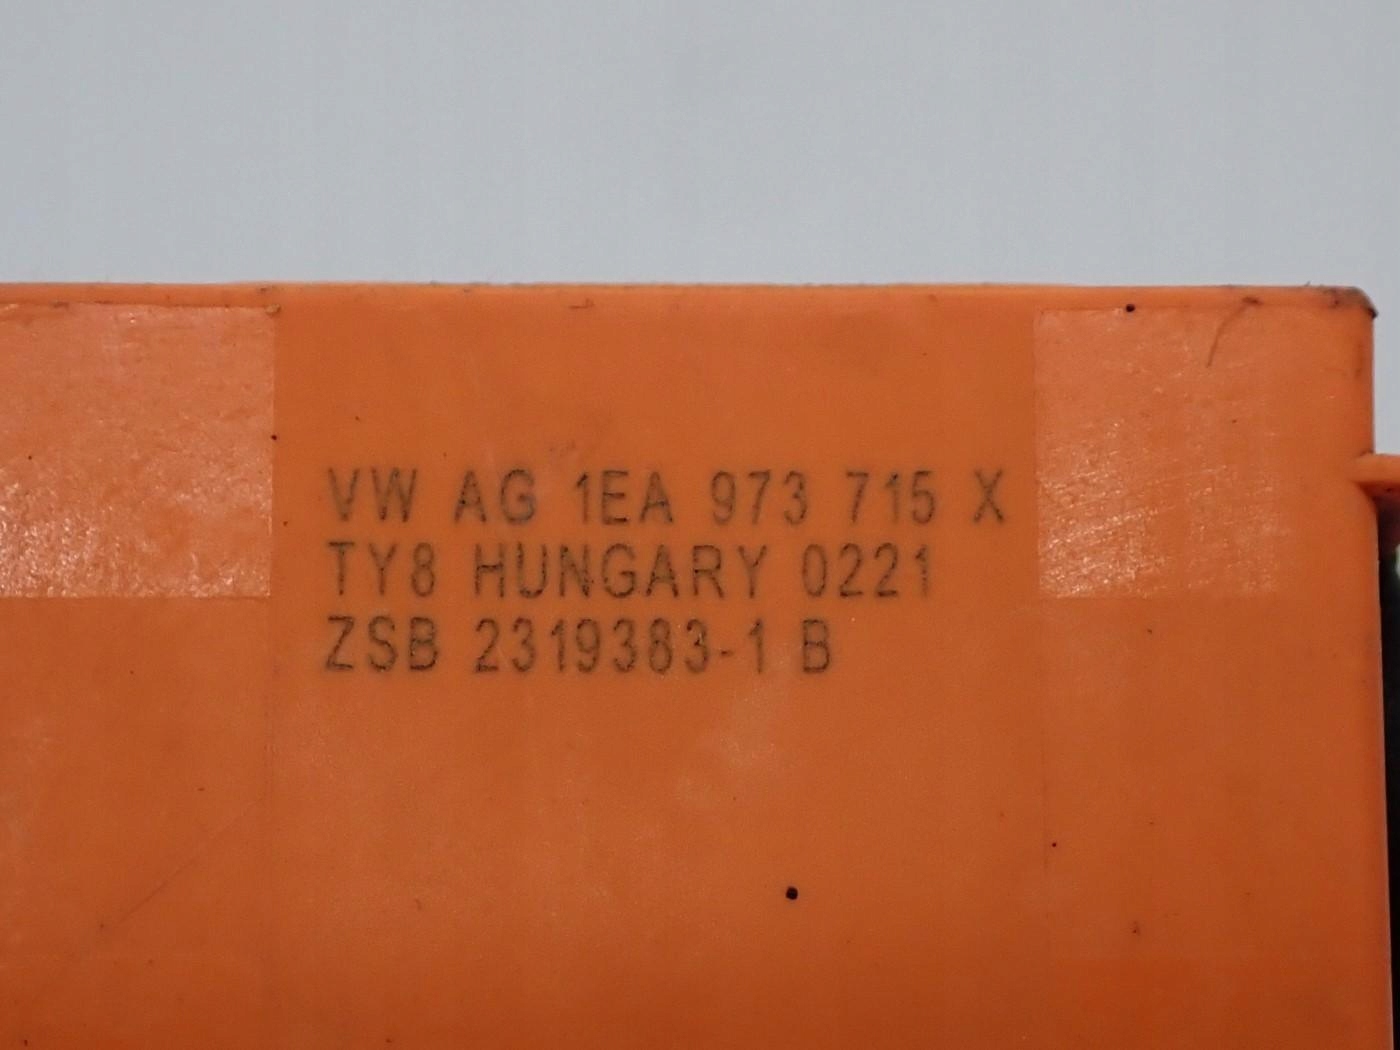 VW AG 1EA 973 715 X
TY8 HUNGARY 0221
ZSB 2319383-1 B